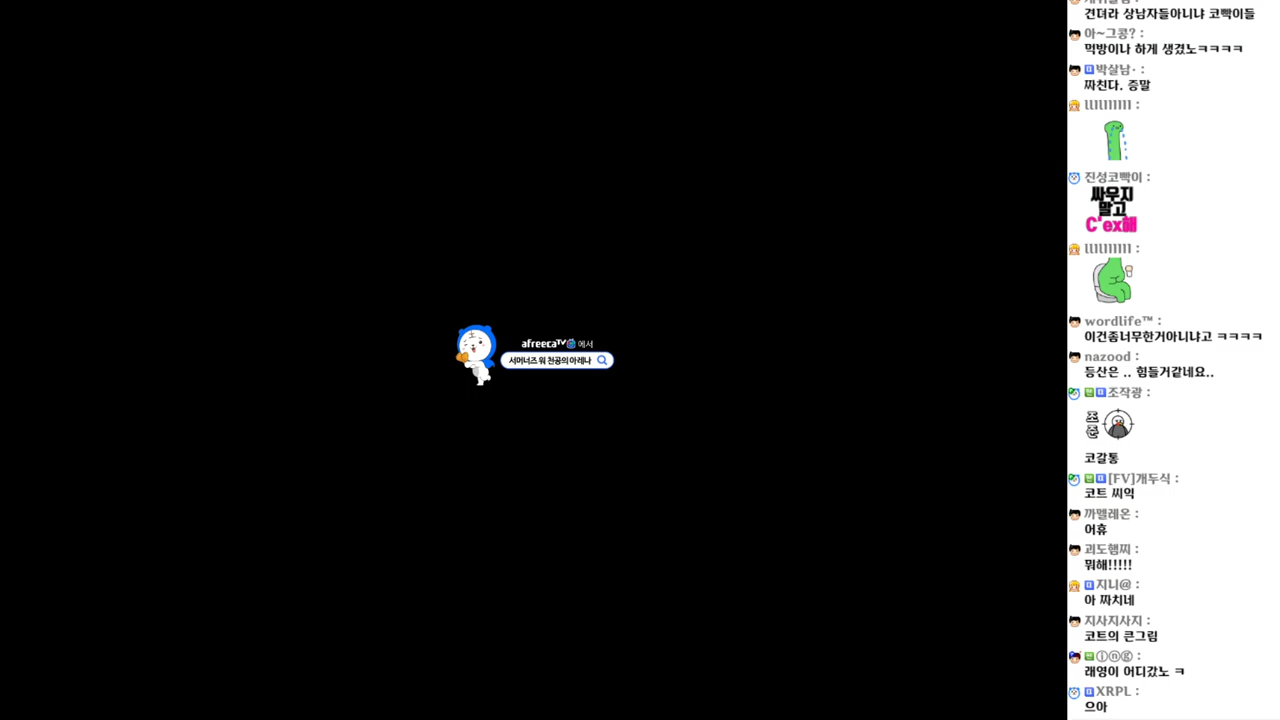 afreecaTV 에서
서머너즈 워 천공의 아레나
견뎌라 상남자들아니냐 코빡이들
아~그콩? :
먹방이나 하게 생겼노ㅋㅋㅋㅋ
박살남· :
짜친다. 증말
진성코빡이 :
싸우지
말고
C'ex해
wordlife™ :
이건좀너무한거아니냐고 ㅋㅋㅋㅋ
nazood :
등산은 .. 힘들거같네요..
조작광 :
조
준
코갈통
[FV]개두식 :
코트 씨익
까멜레온 :
어휴
괴도햄찌 :
뭐해!!!!!
지니@ :
아 짜치네
지사지사지 :
코트의 큰그림
ⓘⓝⓖ :
래영이 어디갔노 ㅋ
XRPL :
으아